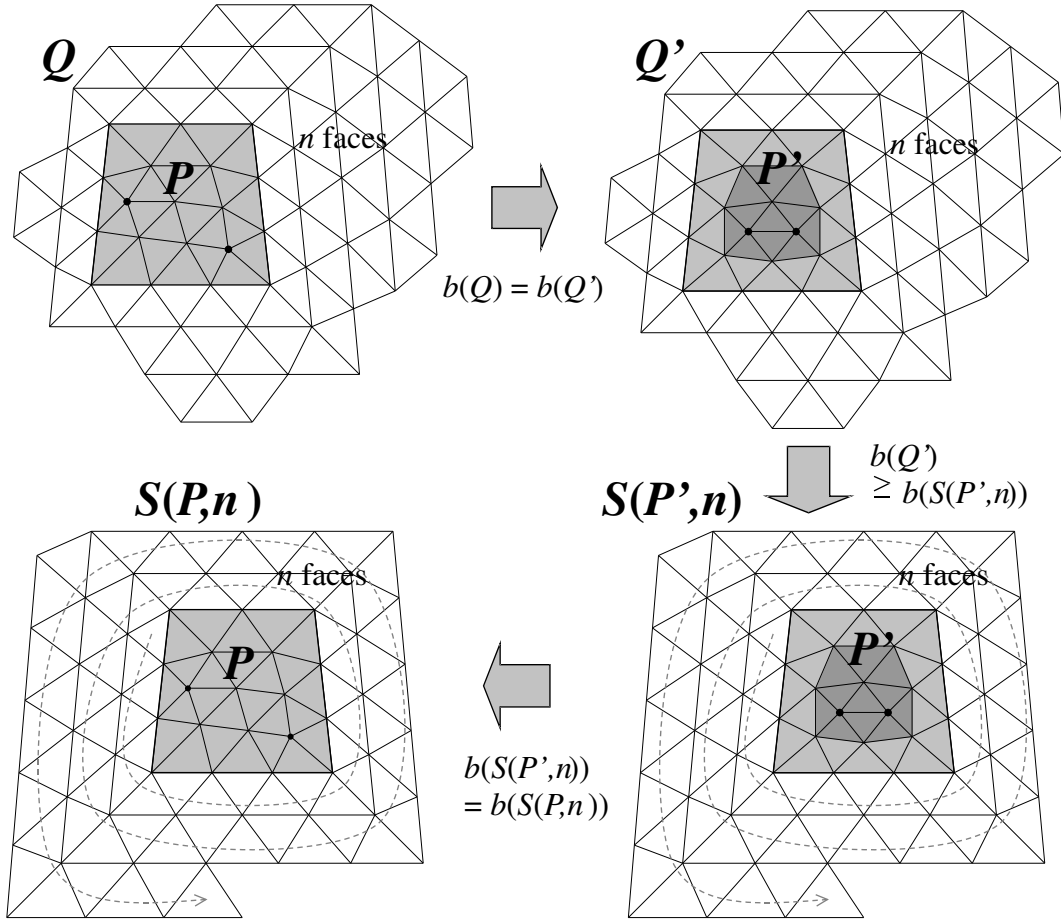 Q
P
n faces
Q'
P'
n faces
b(Q) = b(Q')
b(Q')
≥ b(S(P',n))
S(P,n)
n faces
P
S(P',n)
n faces
P'
b(S(P',n))
= b(S(P,n))